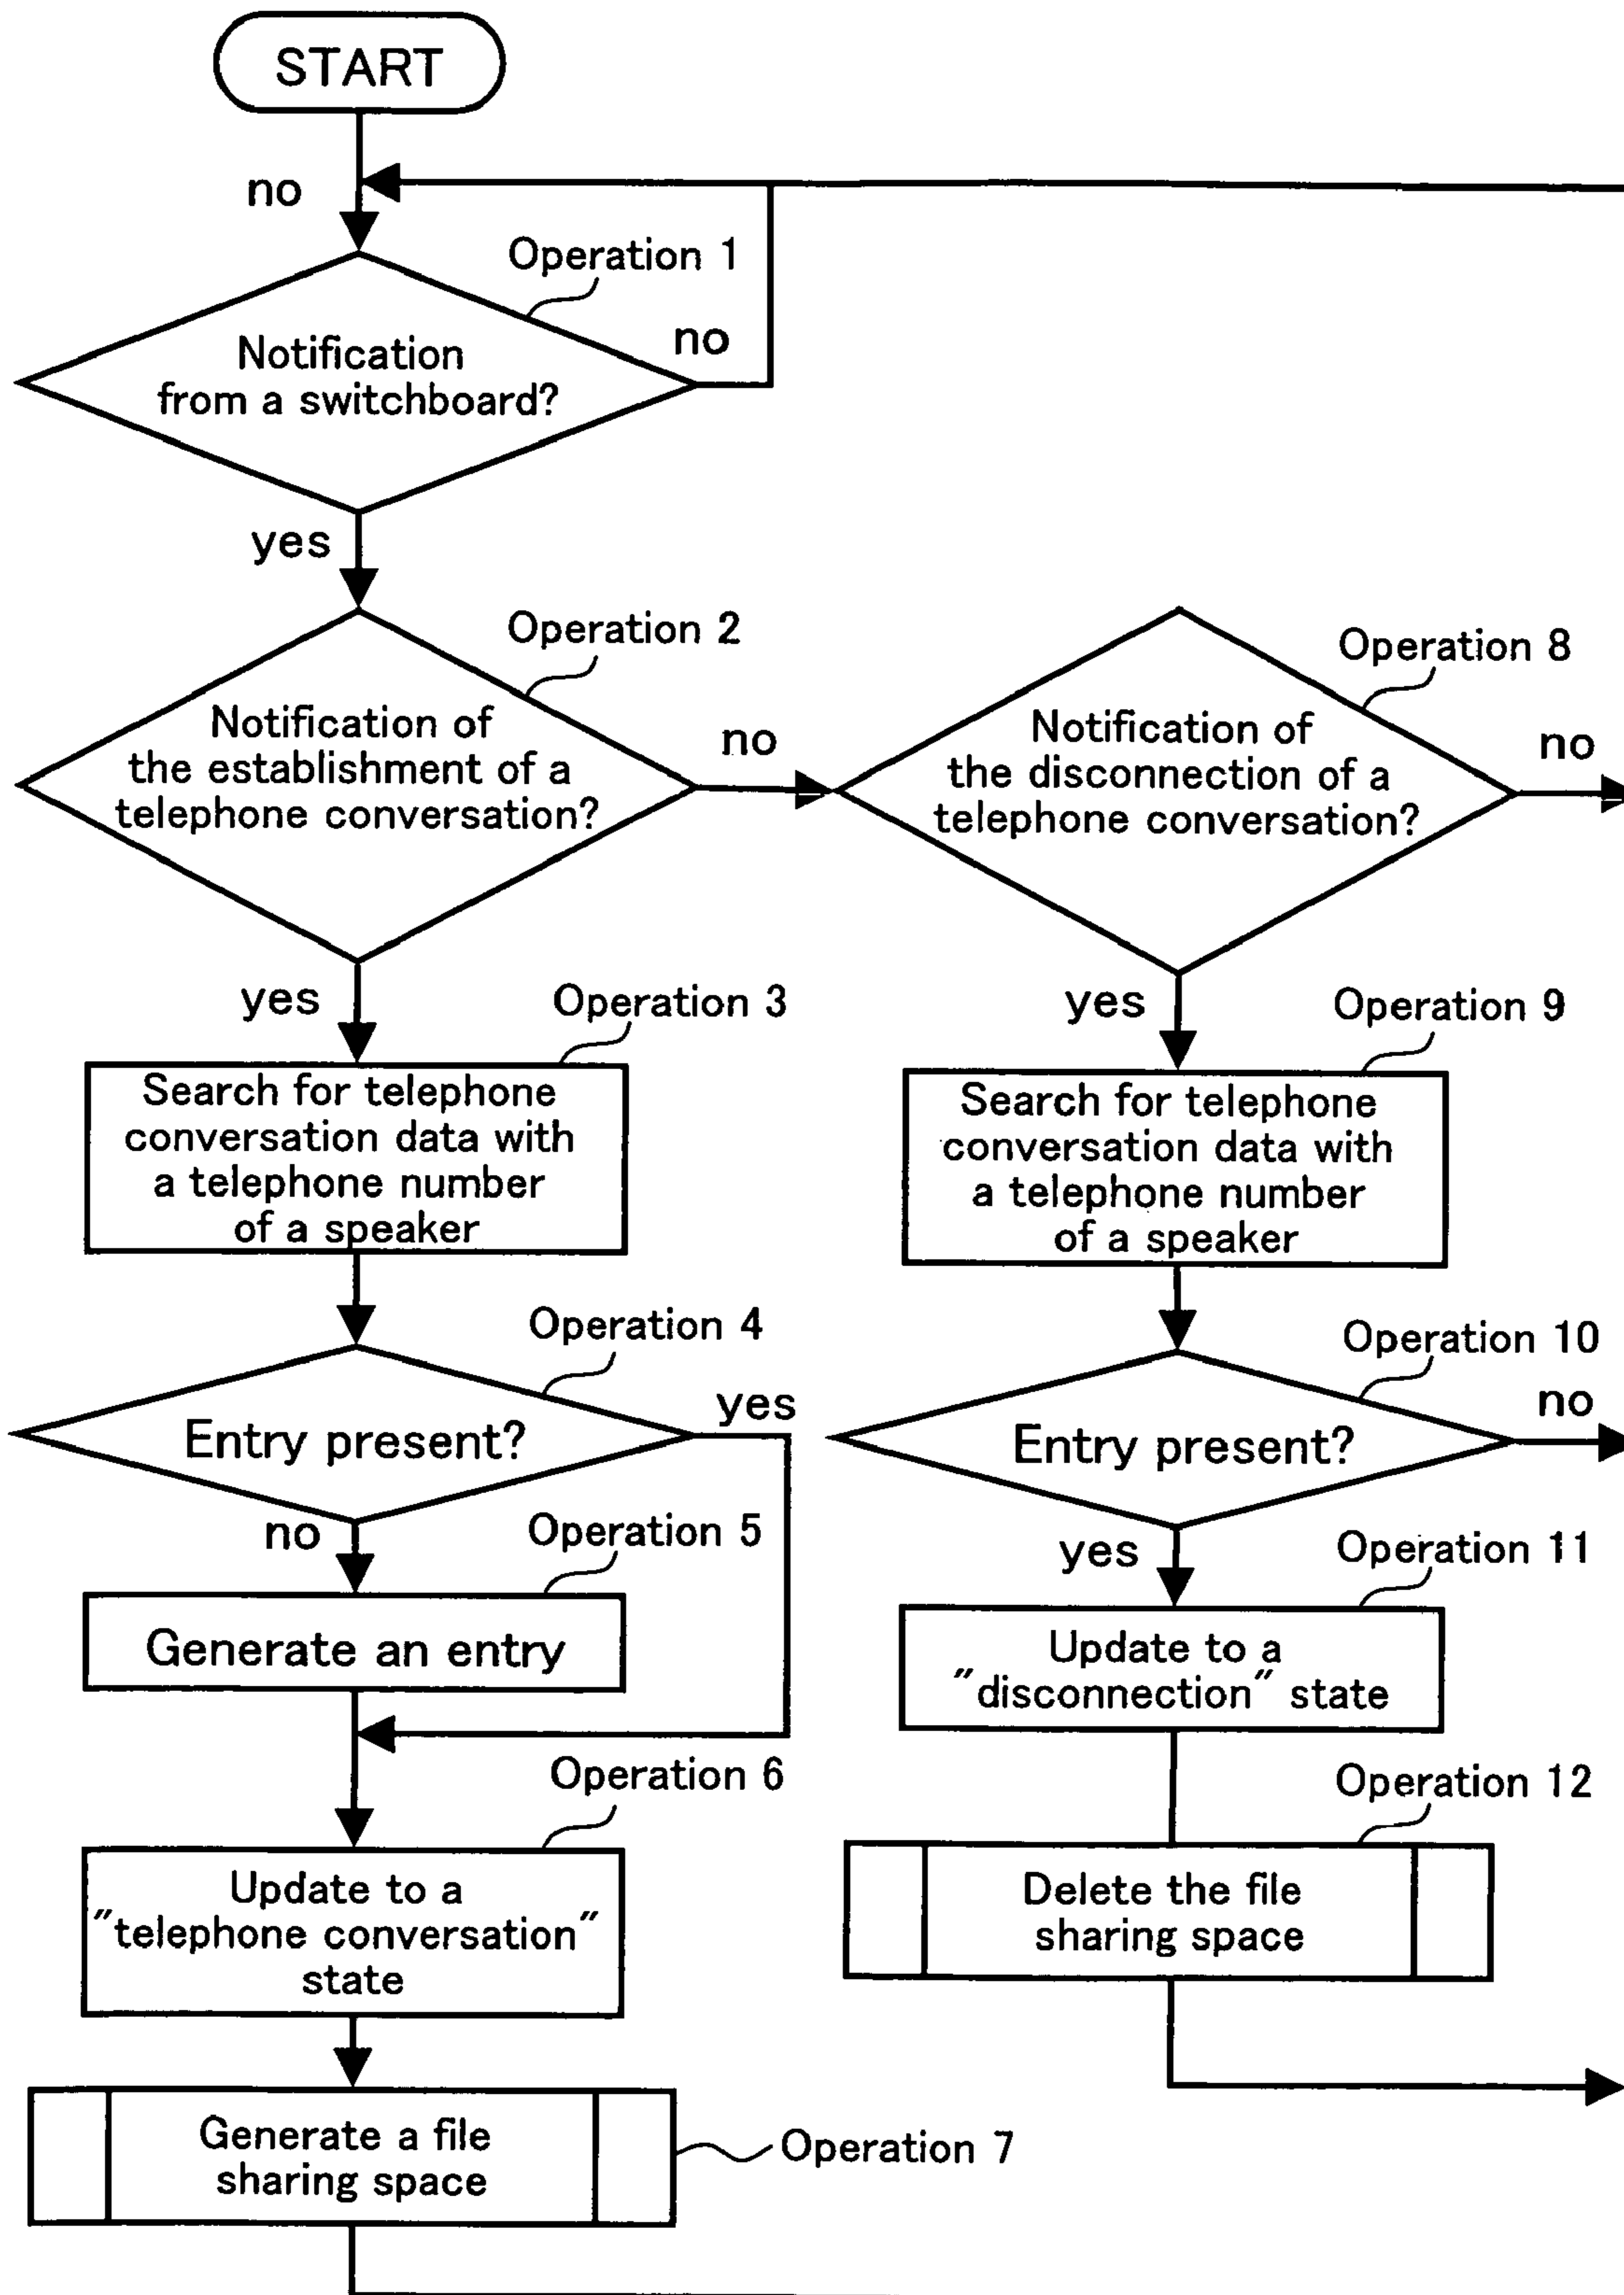 START
no
Operation 1
Notification
from a switchboard?
no
yes
Operation 2
Notification of
the establishment of a
telephone conversation?
no
Operation 8
Notification of
the disconnection of a
telephone conversation?
no
yes
Operation 3
Search for telephone
conversation data with
a telephone number
of a speaker
yes
Operation 9
Search for telephone
conversation data with
a telephone number
of a speaker
Operation 4
Entry present?
yes
no
Operation 5
Generate an entry
Operation 6
Update to a
"telephone conversation"
state
Generate a file
sharing space
Operation 7
Operation 10
Entry present?
no
yes
Operation 11
Update to a
"disconnection" state
Operation 12
Delete the file
sharing space